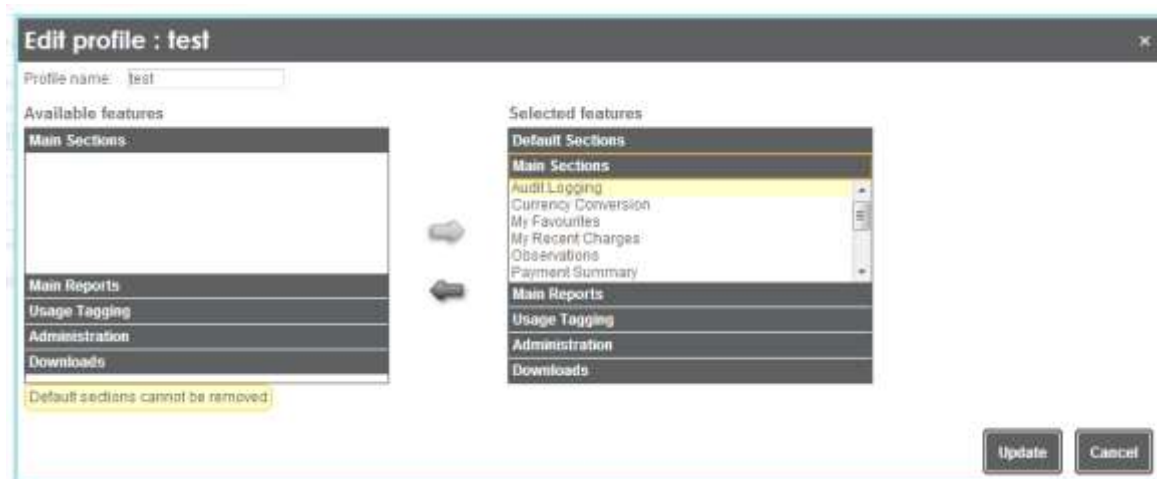 Edit profile : test
×
Profile name: test
Available features
Main Sections
Main Reports
Usage Tagging
Administration
Downloads
Default sections cannot be removed
Selected features
Default Sections
Main Sections
Audit Logging
Currency Conversion
My Favourites
My Recent Charges
Observations
Payment Summary
Main Reports
Usage Tagging
Administration
Downloads
Update
Cancel